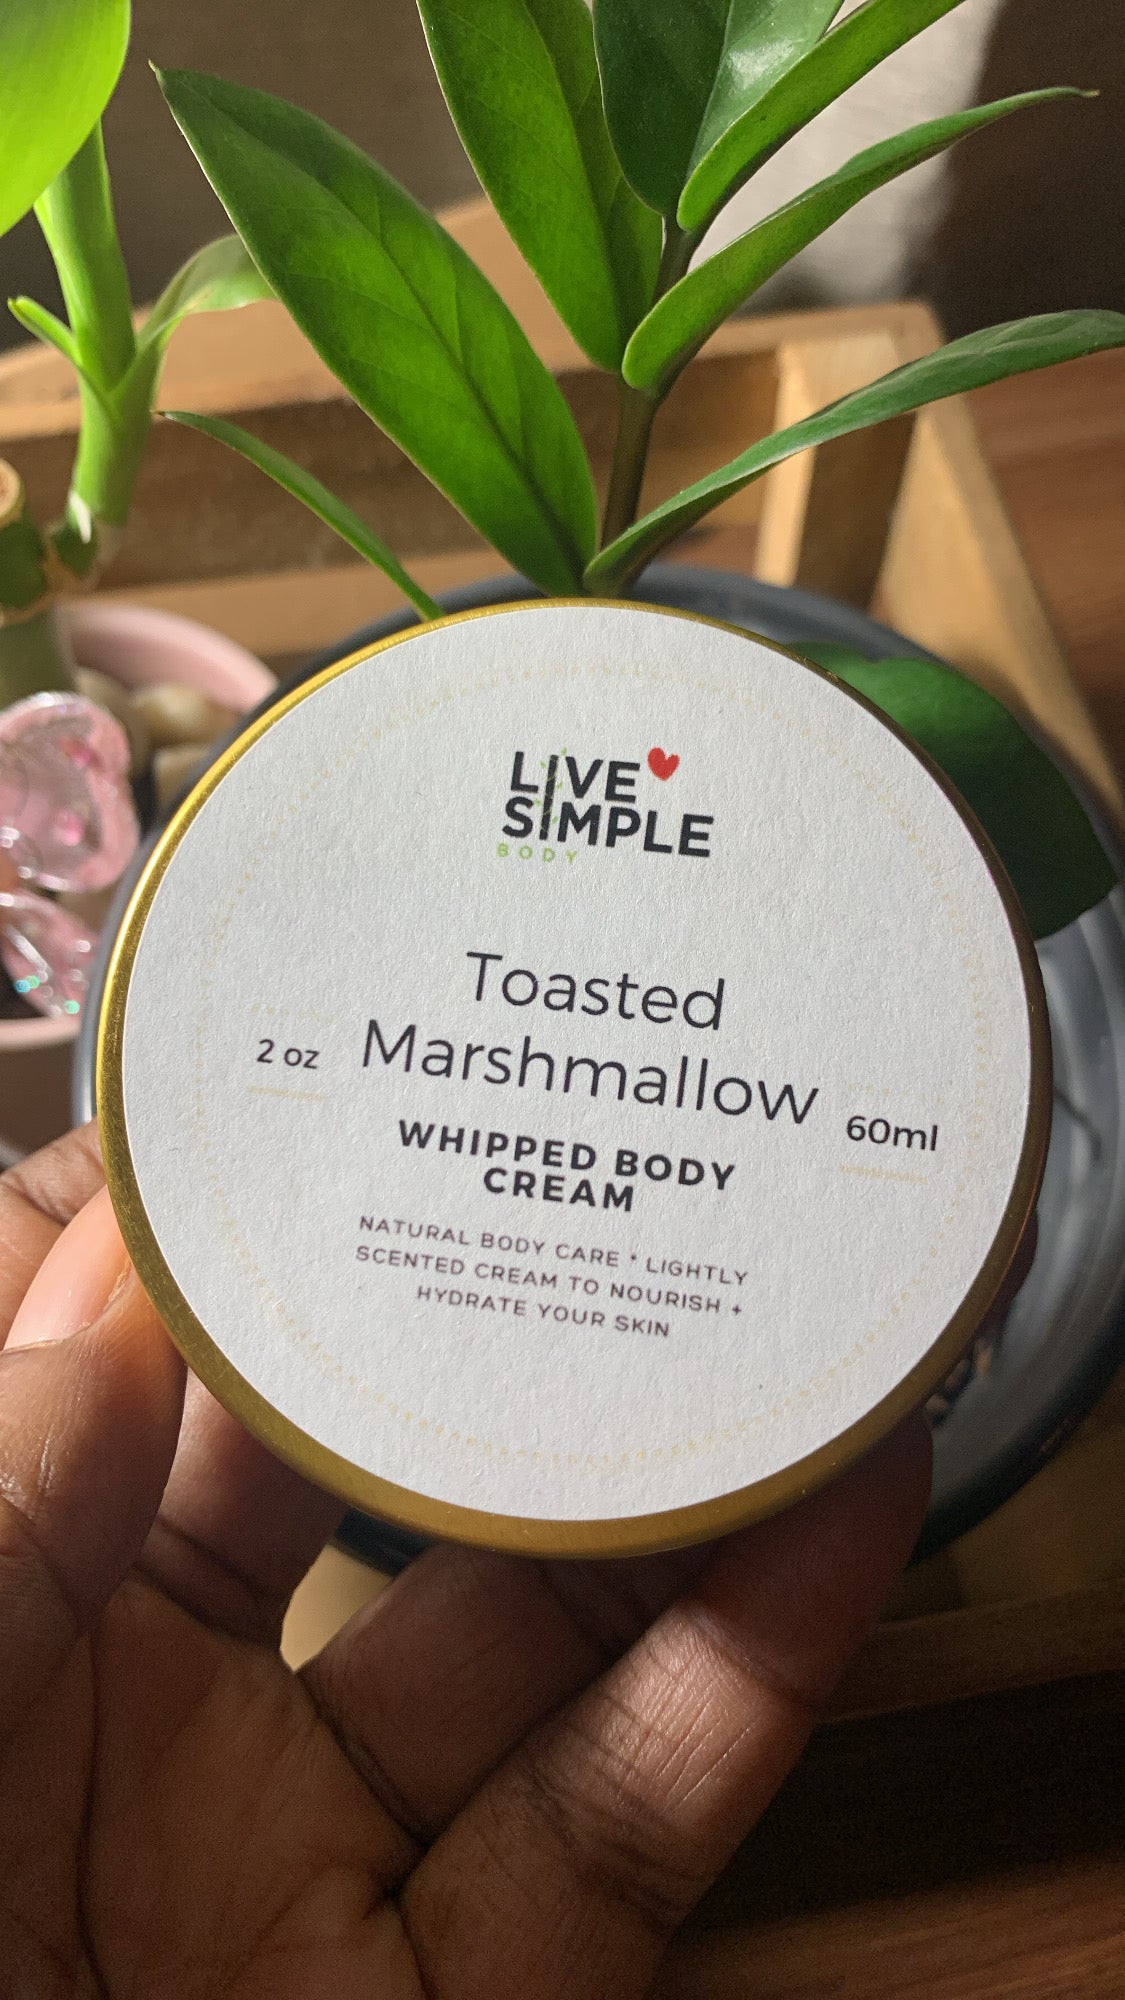 LIVE
SIMPLE
BODY
Toasted
Marshmallow
2 oz
60ml
WHIPPED BODY
CREAM
NATURAL BODY CARE * LIGHTLY
SCENTED CREAM TO NOURISH +
HYDRATE YOUR SKIN